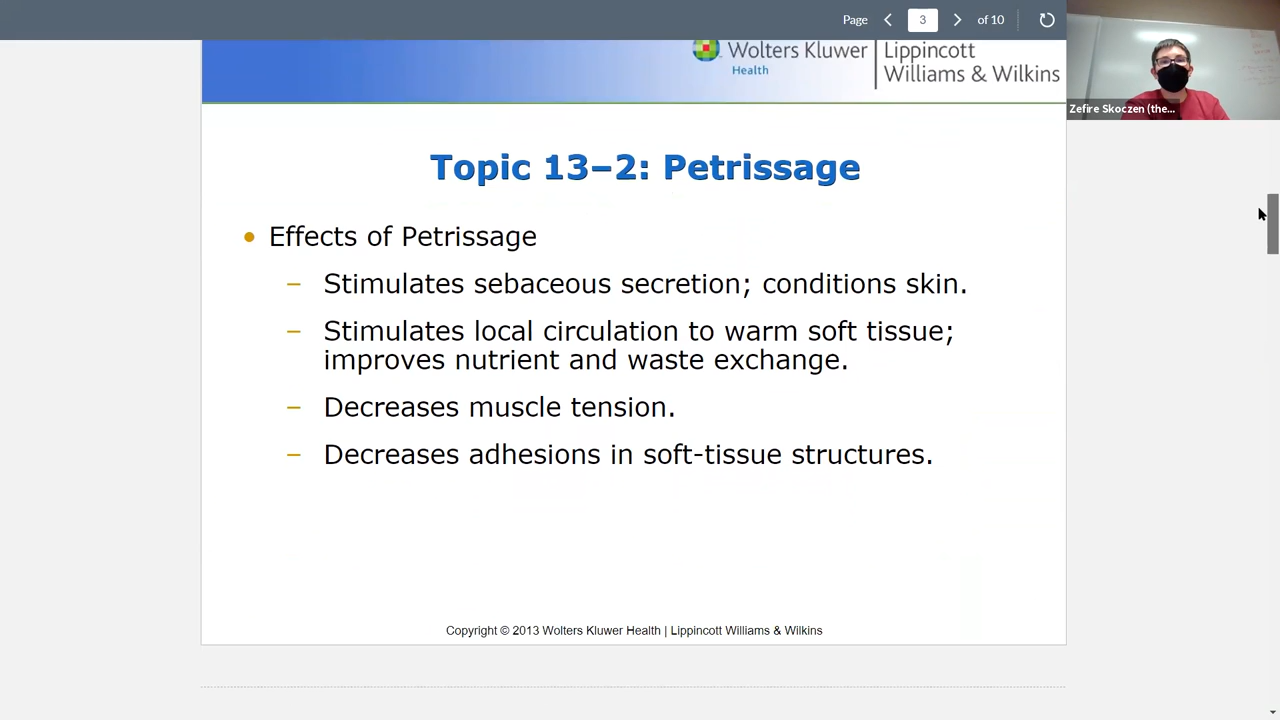 Page 3 of 10
Wolters Kluwer
Health
Lippincott
Williams & Wilkins
Zefire Skoczen (the...
Topic 13–2: Petrissage
• Effects of Petrissage
– Stimulates sebaceous secretion; conditions skin.
– Stimulates local circulation to warm soft tissue;
improves nutrient and waste exchange.
– Decreases muscle tension.
– Decreases adhesions in soft-tissue structures.
Copyright © 2013 Wolters Kluwer Health | Lippincott Williams & Wilkins